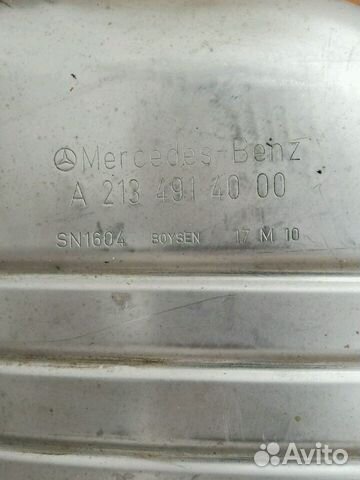 Mercedes-Benz
A 213 491 40 00
SN1604 BOYSEN 17 M 10
Avito